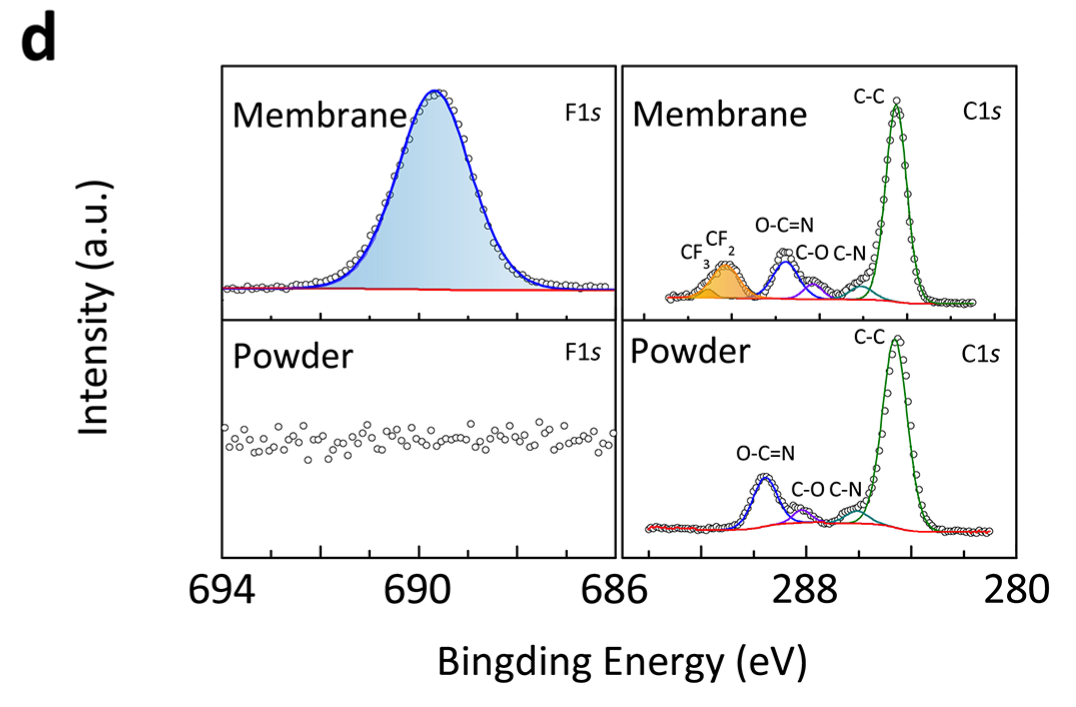 d
Intensity (a.u.)
Membrane F1s
Membrane C-C C1s
O-C=N
CF3 CF2 C-O C-N
Powder F1s
Powder C-C C1s
O-C=N
C-O C-N
694 690 686 288 280
Bingding Energy (eV)